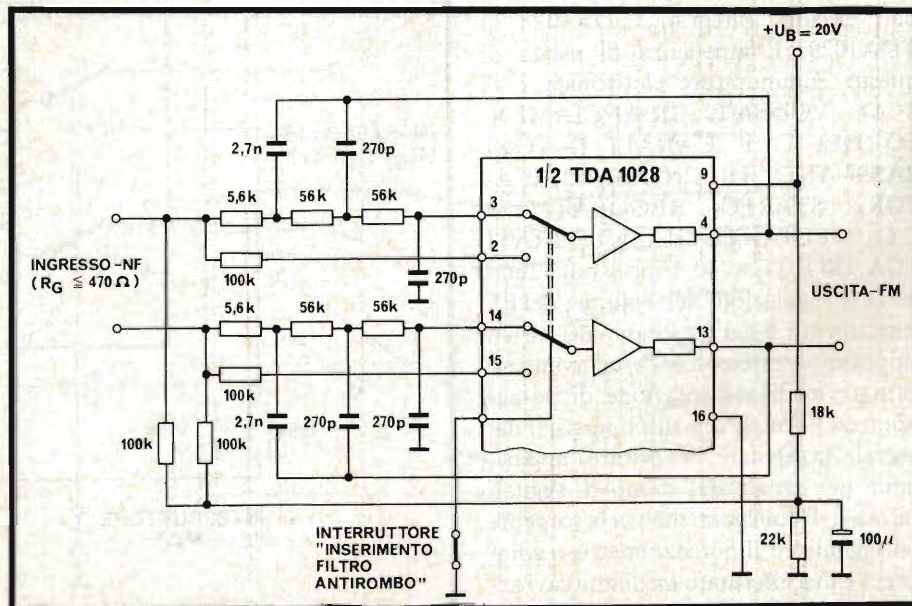 +U_B = 20V
2,7n
270p
1/2 TDA 1028
9
5,6k
56k
56k
3
4
2
INGRESSO-NF
(R_G ≦ 470 Ω)
100k
270p
USCITA-FM
5,6k
56k
56k
14
13
15
100k
16
18k
2,7n
270p
270p
100k
100k
INTERRUTTORE
"INSERIMENTO
FILTRO
ANTIROMBO"
22k
100μ